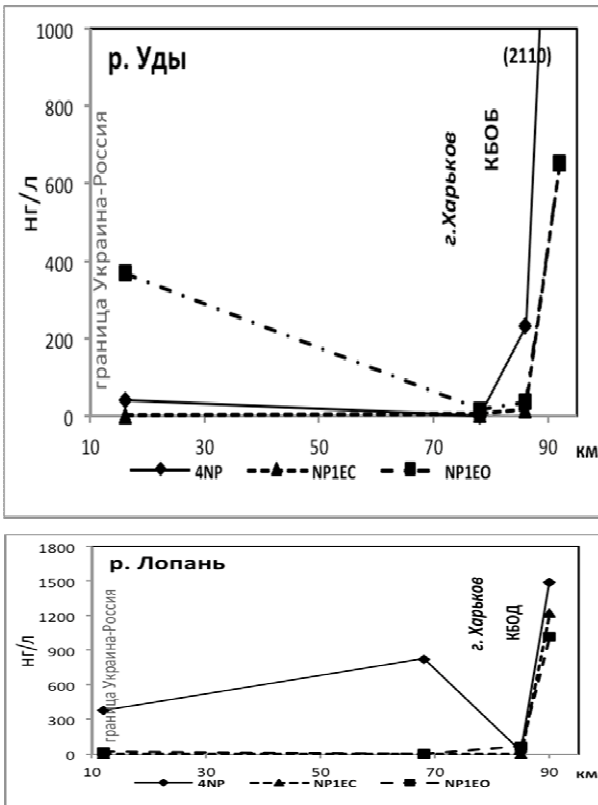 р. Уды
(2110)
1000
800
600
400
200
0
нг/л
граница Украина-Россия
г.Харьков
КБОБ
10 30 50 70 90 км
4NP NP1EC NP1EO
р. Лопань
1800
1500
1200
900
600
300
0
нг/л
граница Украина-Россия
г. Харьков
КБОД
10 30 50 70 90 км
4NP NP1EC NP1EO